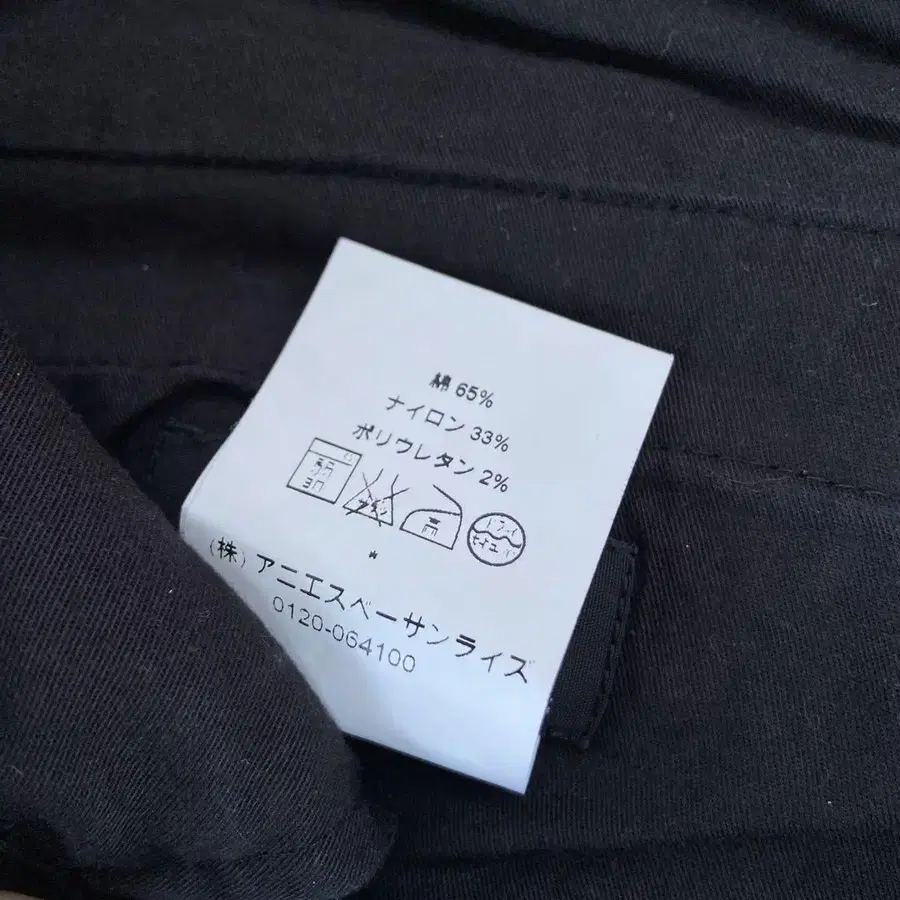 綿 65%
ナイロン 33%
ポリウレタン 2%
高
(株) アニエスベーサンライズ
0120-064100